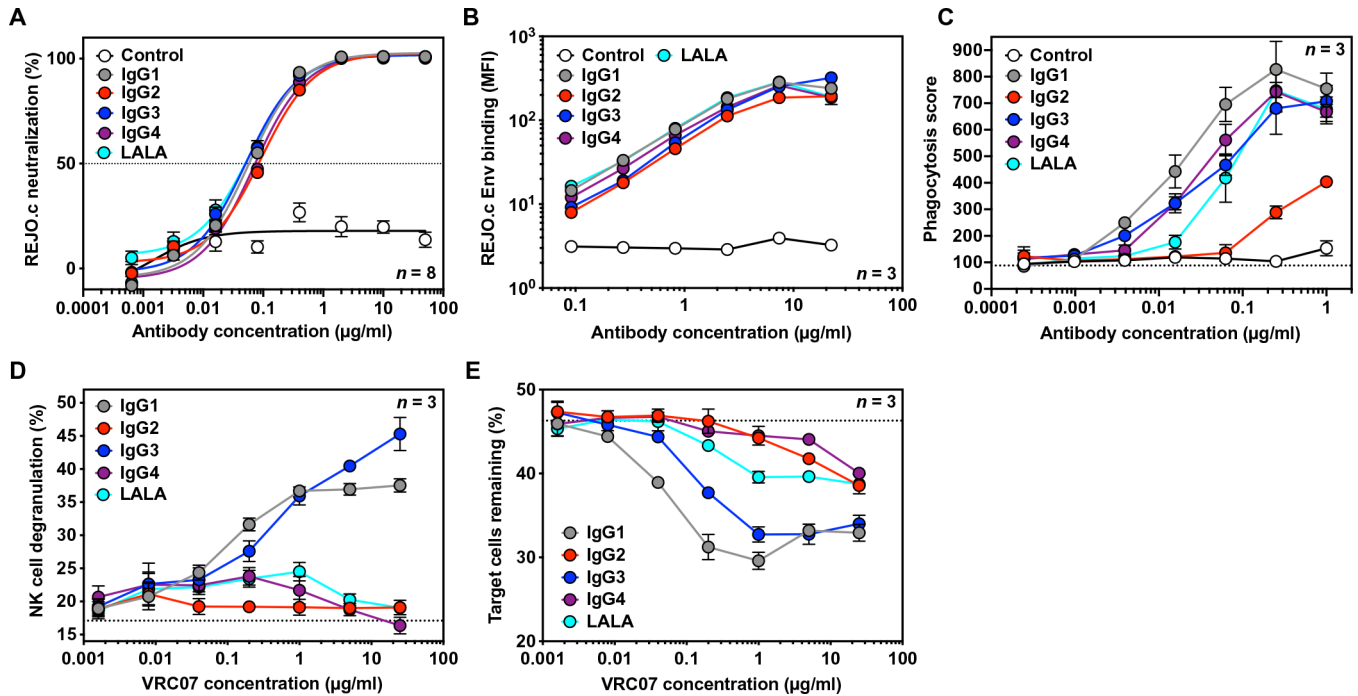 A
REJO.c neutralization (%)
100
50
0
Control
IgG1
IgG2
IgG3
IgG4
LALA
n = 8
0.0001 0.001 0.01 0.1 1 10 100
Antibody concentration (µg/ml)
B
REJO.c Env binding (MFI)
10³
10²
10¹
10⁰
Control LALA
IgG1
IgG2
IgG3
IgG4
n = 3
0.1 1 10 100
Antibody concentration (µg/ml)
C
Phagocytosis score
900
800
700
600
500
400
300
200
100
0
Control
IgG1
IgG2
IgG3
IgG4
LALA
n = 3
0.0001 0.001 0.01 0.1 1
Antibody concentration (µg/ml)
D
NK cell degranulation (%)
50
45
40
35
30
25
20
15
IgG1
IgG2
IgG3
IgG4
LALA
n = 3
0.001 0.01 0.1 1 10 100
VRC07 concentration (µg/ml)
E
Target cells remaining (%)
50
40
30
20
n = 3
IgG1
IgG2
IgG3
IgG4
LALA
0.001 0.01 0.1 1 10 100
VRC07 concentration (µg/ml)